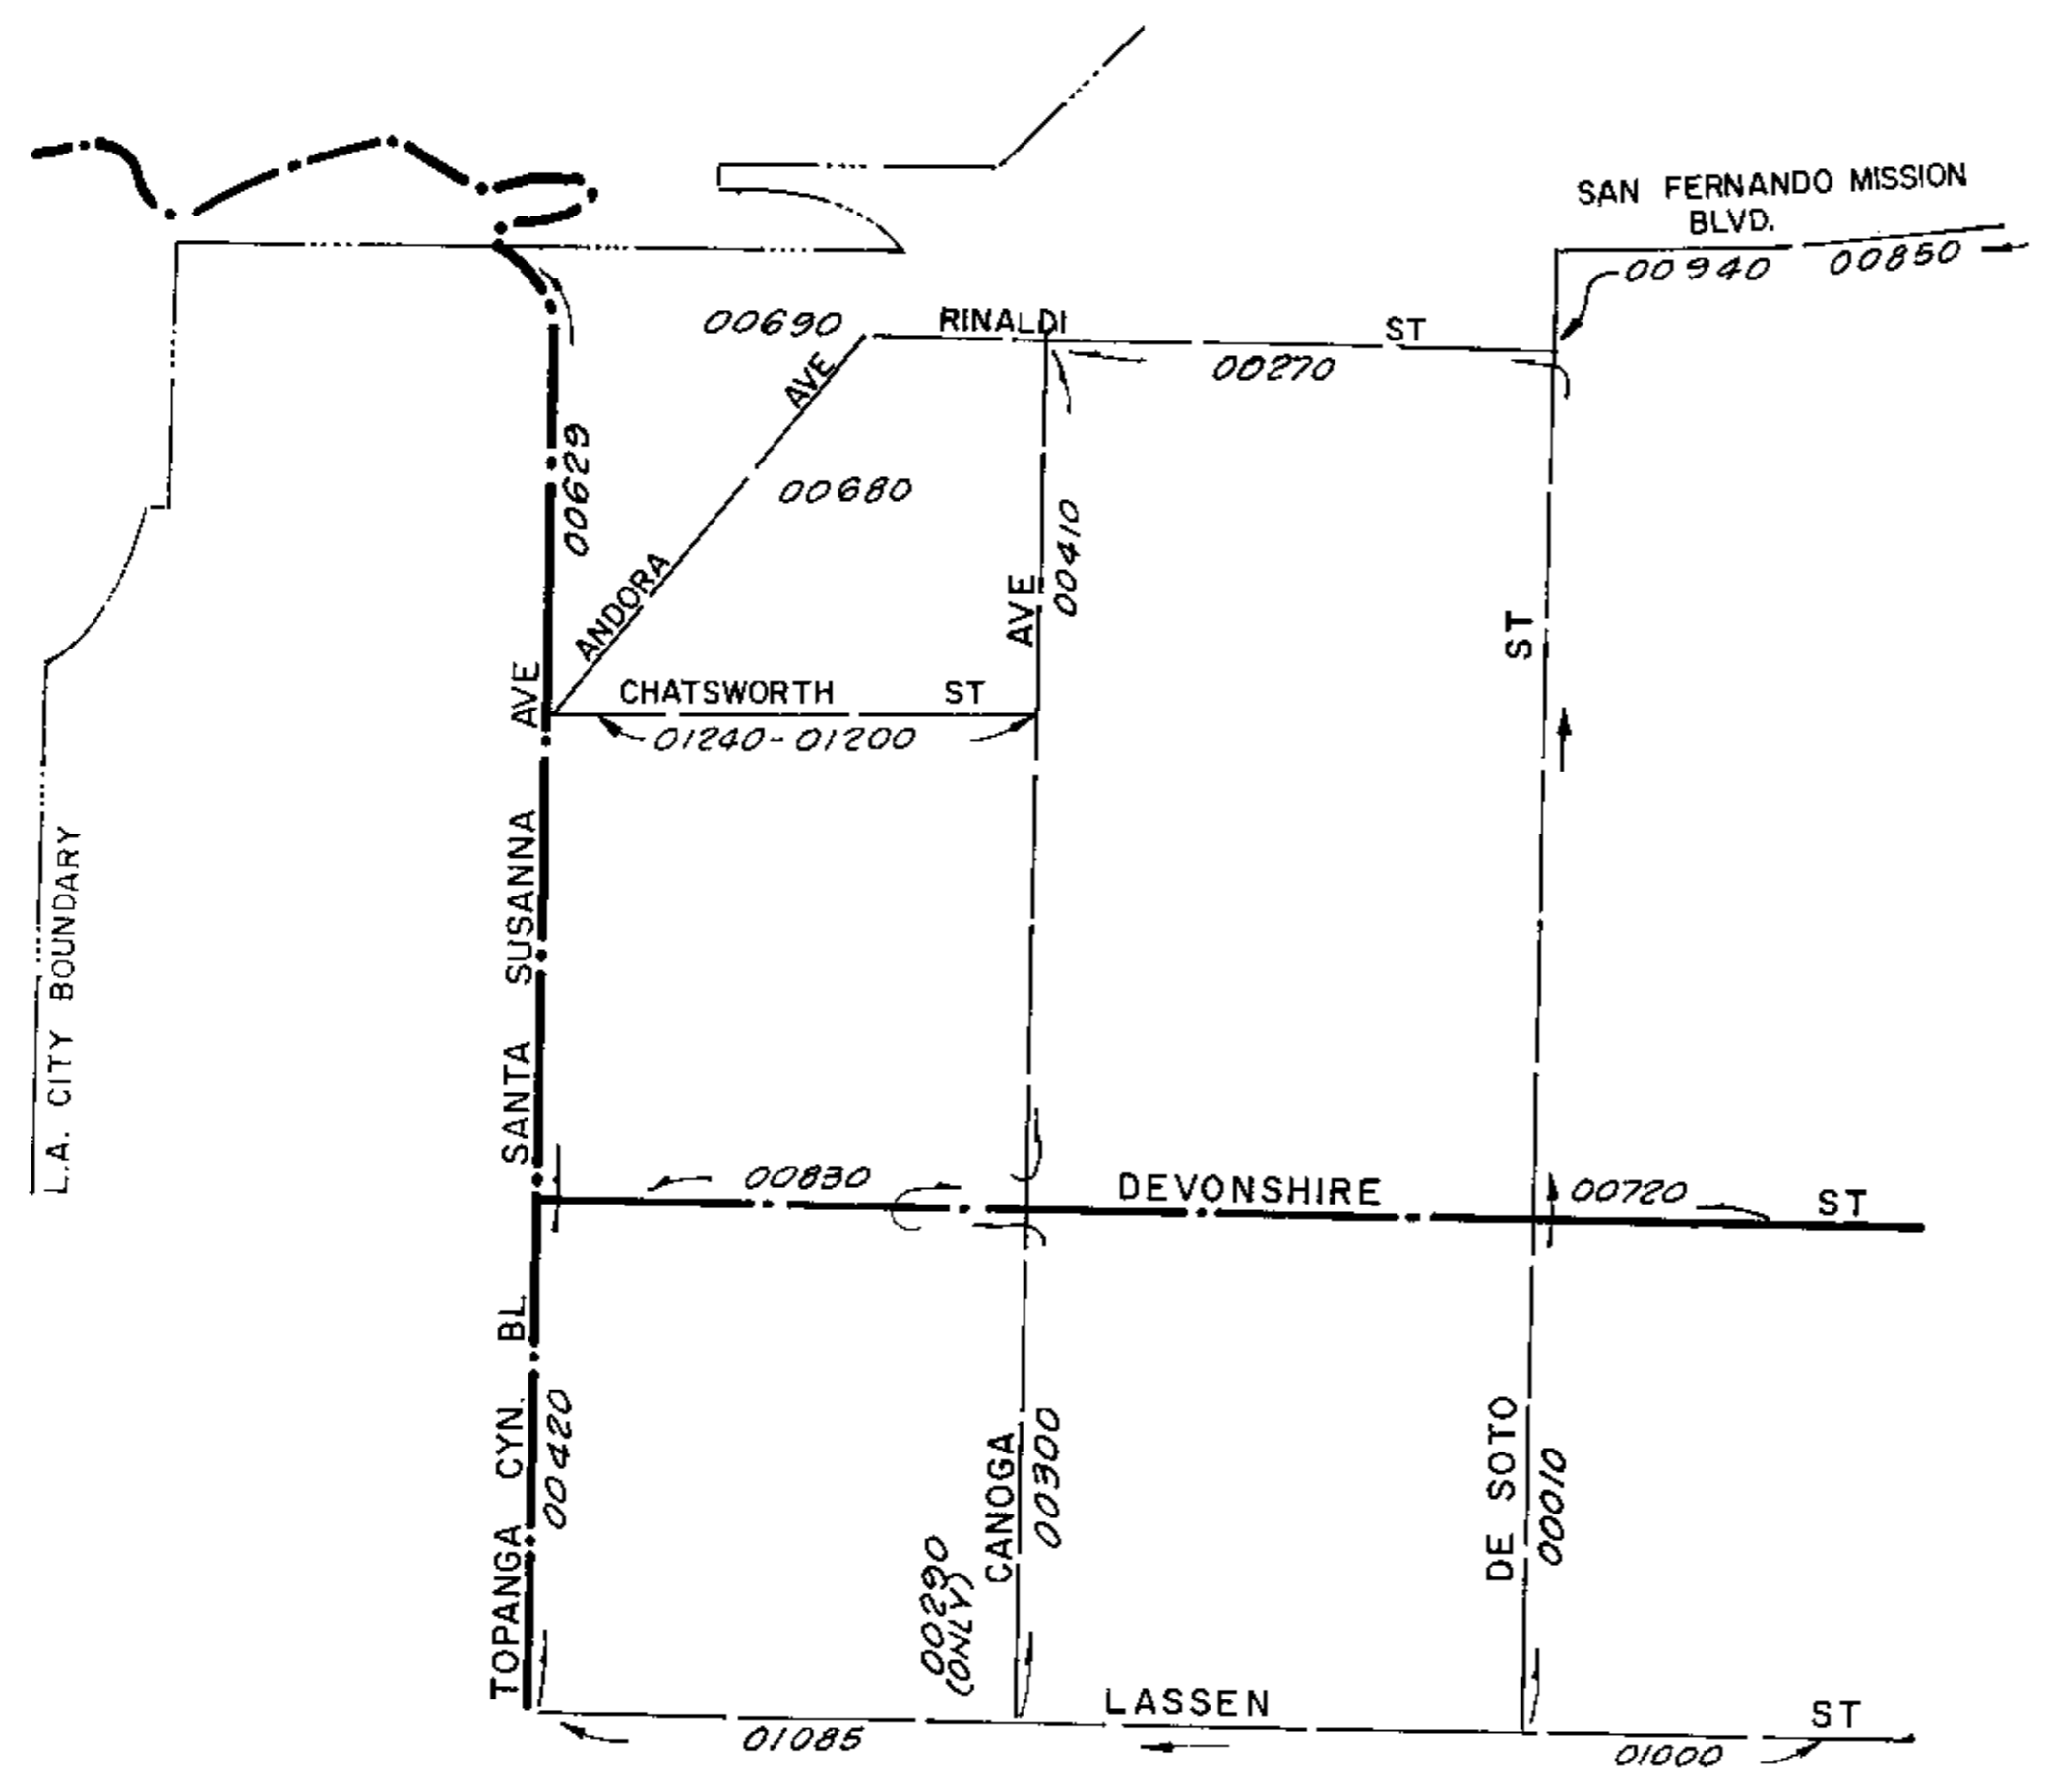 SAN FERNANDO MISSION
BLVD.
00940
00850
00690
RINALDI ST
00270
ANDORA AVE
00680
00629
00410
CHATSWORTH ST
01240-01200
SANTA SUSANNA AVE
L.A. CITY BOUNDARY
00830
DEVONSHIRE ST
00720
TOPANGA CYN. BL.
00420
CANOGA AVE
00300
00290
(ONLY)
DE SOTO ST
00010
LASSEN ST
01085
01000